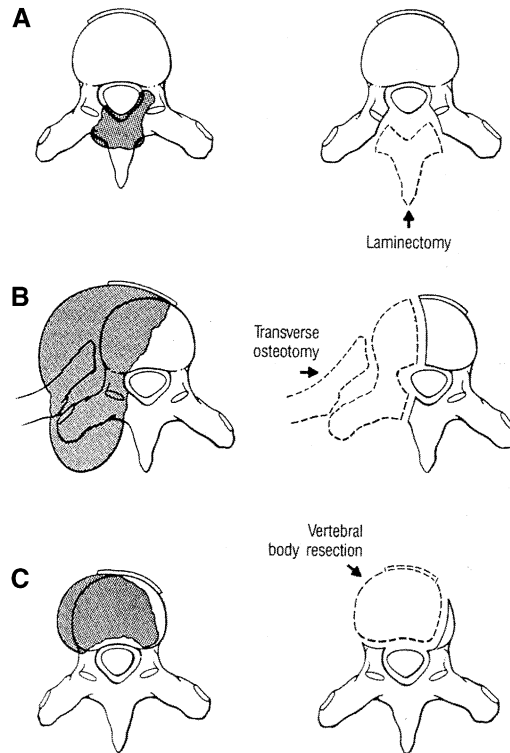 A
Laminectomy
B
Transverse
osteotomy
Vertebral
body resection
C